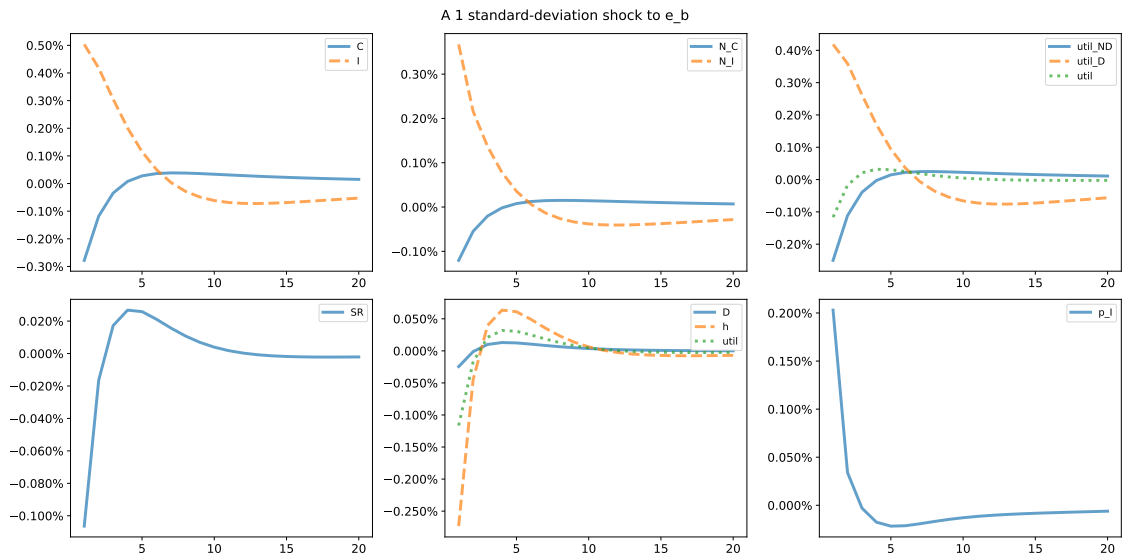 A 1 standard-deviation shock to e_b
0.50%
0.40%
0.30%
0.20%
0.10%
0.00%
−0.10%
−0.20%
−0.30%
5 10 15 20
C
I
0.30%
0.20%
0.10%
0.00%
−0.10%
5 10 15 20
N_C
N_I
0.40%
0.30%
0.20%
0.10%
0.00%
−0.10%
−0.20%
5 10 15 20
util_ND
util_D
util
0.020%
0.000%
−0.020%
−0.040%
−0.060%
−0.080%
−0.100%
5 10 15 20
SR
0.050%
0.000%
−0.050%
−0.100%
−0.150%
−0.200%
−0.250%
5 10 15 20
D
h
util
0.200%
0.150%
0.100%
0.050%
0.000%
5 10 15 20
p_I